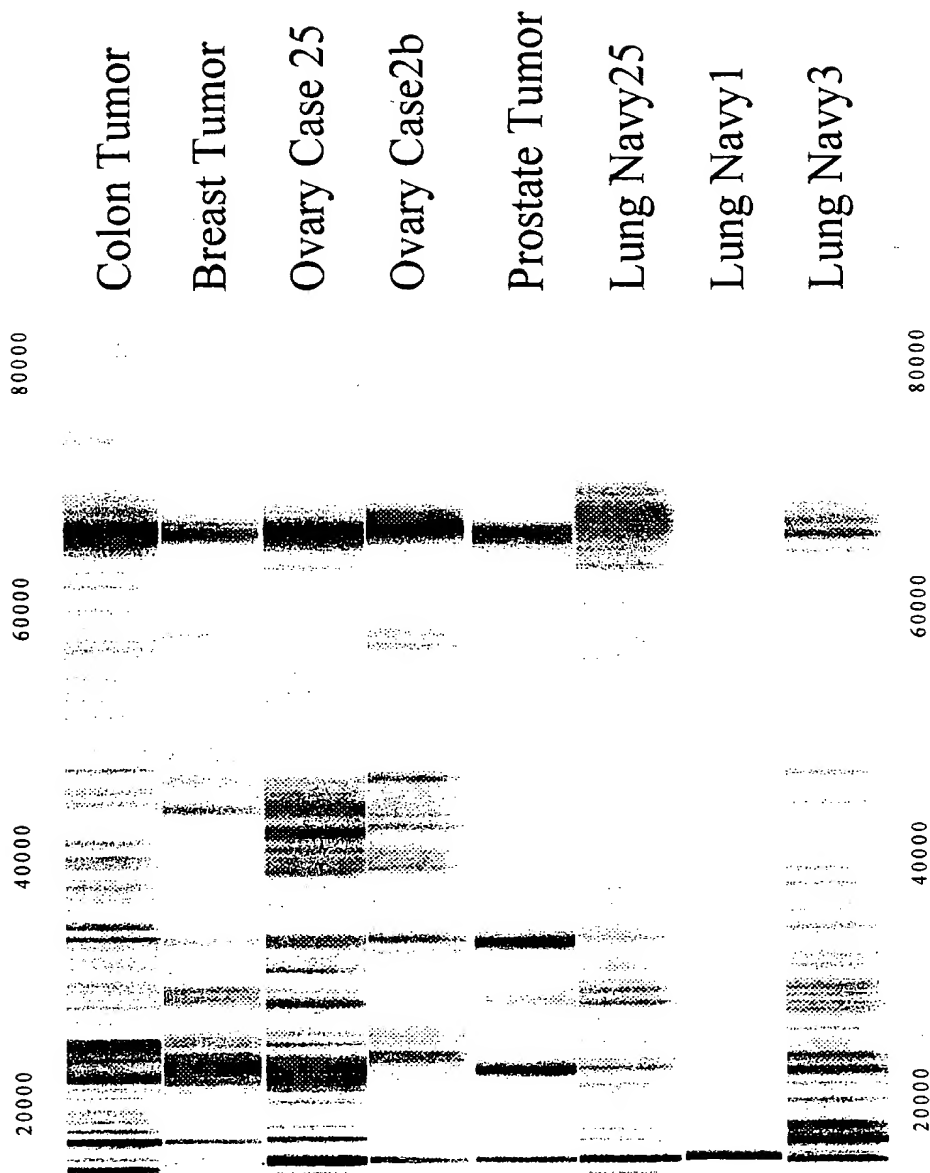 Colon Tumor
Breast Tumor
Ovary Case 25
Ovary Case2b
Prostate Tumor
Lung Navy25
Lung Navy1
Lung Navy3
80000
60000
40000
20000
80000
60000
40000
20000